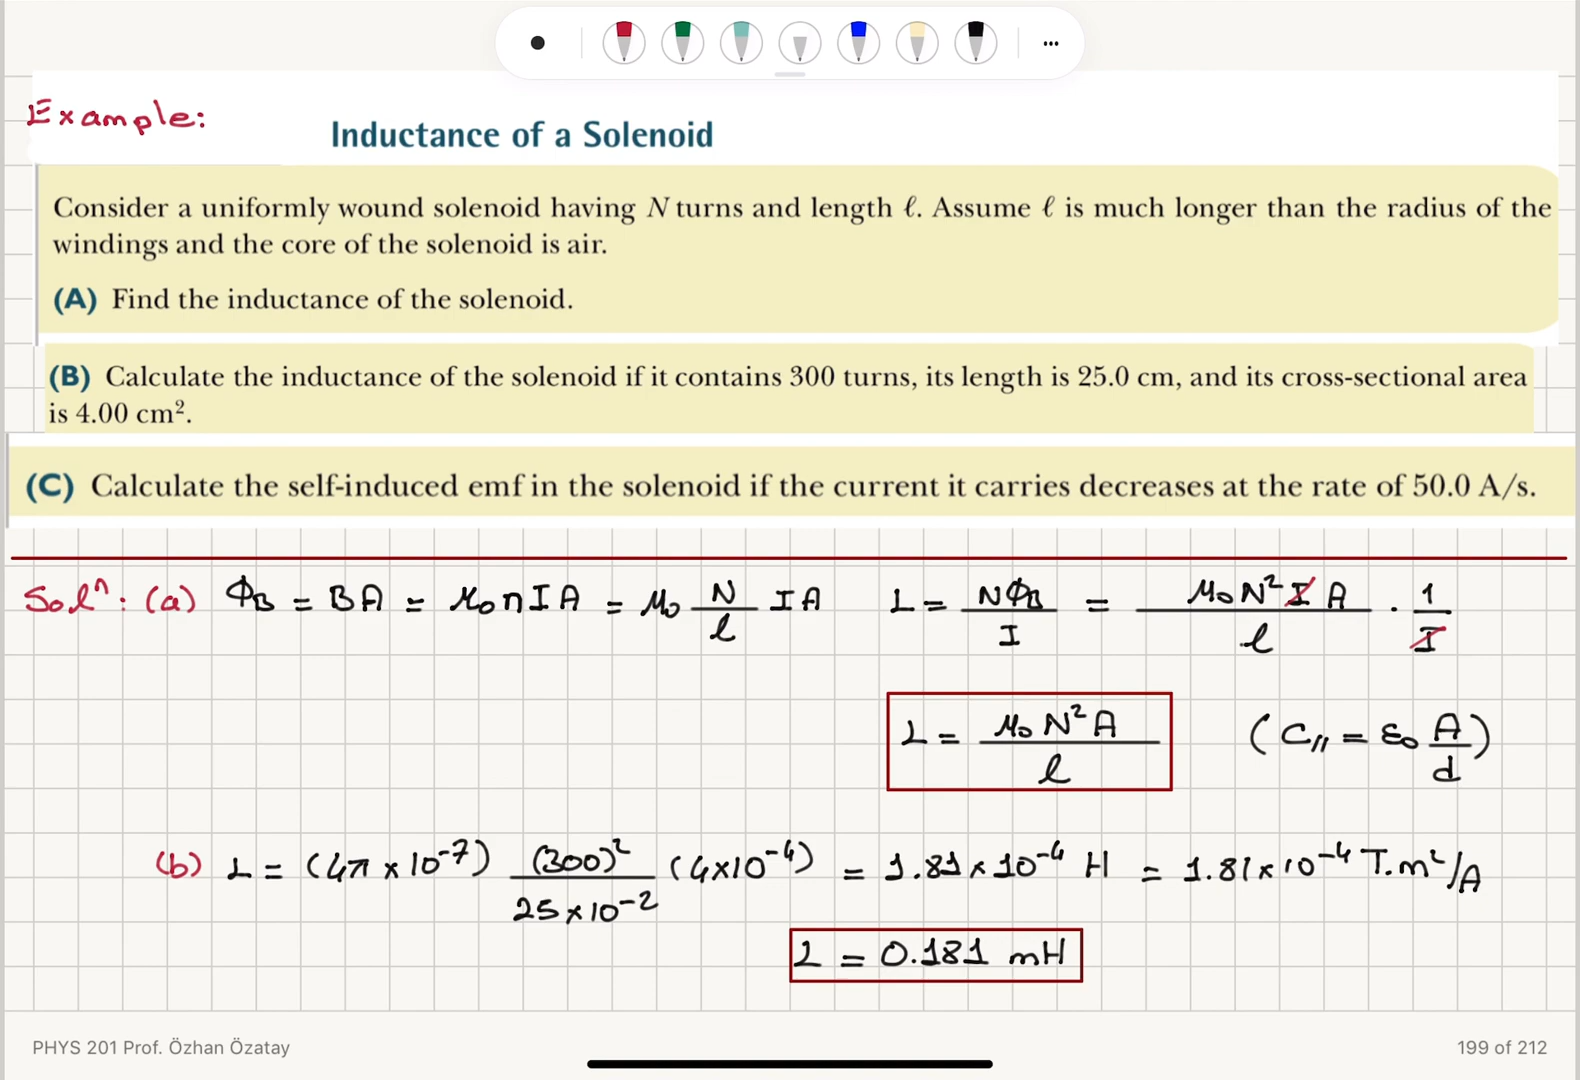 Example:
Inductance of a Solenoid
Consider a uniformly wound solenoid having N turns and length ℓ. Assume ℓ is much longer than the radius of the
windings and the core of the solenoid is air.
(A) Find the inductance of the solenoid.
(B) Calculate the inductance of the solenoid if it contains 300 turns, its length is 25.0 cm, and its cross-sectional area
is 4.00 cm².
(C) Calculate the self-induced emf in the solenoid if the current it carries decreases at the rate of 50.0 A/s.
Solⁿ: (a) Φ_B = BA = μ₀nIA = μ₀ N/ℓ IA L = NΦ_B/I = μ₀N²IA/ℓ · 1/I
L = μ₀N²A/ℓ (C// = ε₀ A/d)
(b) L = (4π×10⁻⁷) (300)²/25×10⁻² (4×10⁻⁴) = 1.81×10⁻⁴ H = 1.81×10⁻⁴ T.m²/A
L = 0.181 mH
PHYS 201 Prof. Özhan Özatay
199 of 212